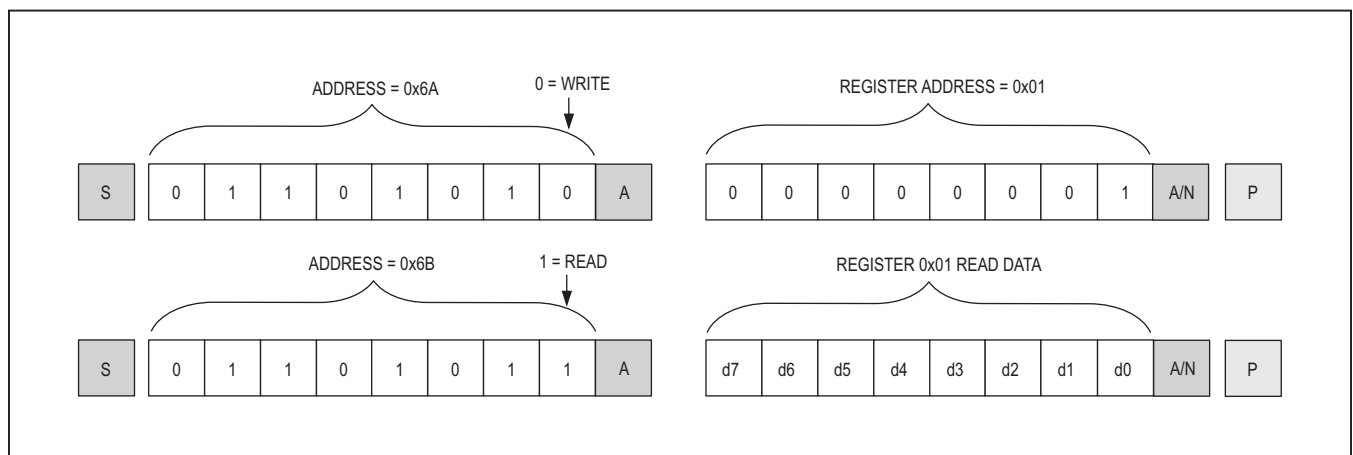 ADDRESS = 0x6A 0 = WRITE REGISTER ADDRESS = 0x01
S 0 1 1 0 1 0 1 0 A 0 0 0 0 0 0 0 1 A/N P
ADDRESS = 0x6B 1 = READ REGISTER 0x01 READ DATA
S 0 1 1 0 1 0 1 1 A d7 d6 d5 d4 d3 d2 d1 d0 A/N P